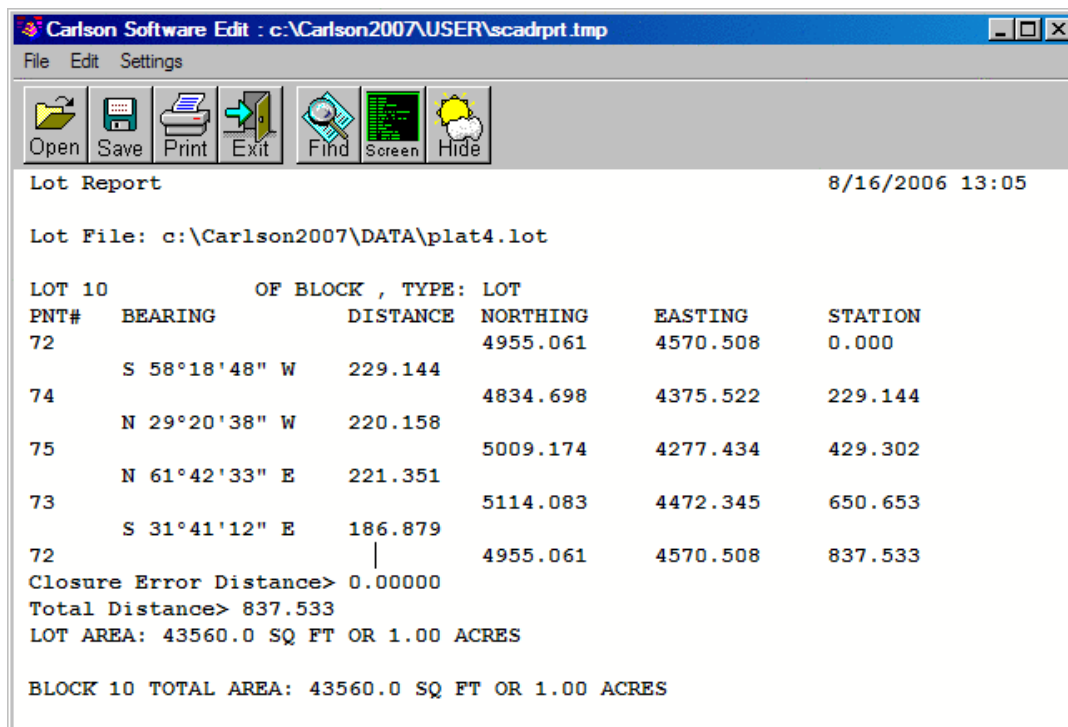 Carlson Software Edit : c:\Carlson2007\USER\scadrprt.tmp
File Edit Settings
Open Save Print Exit Find Screen Hide
Lot Report 8/16/2006 13:05
Lot File: c:\Carlson2007\DATA\plat4.lot
LOT 10 OF BLOCK , TYPE: LOT
PNT# BEARING DISTANCE NORTHING EASTING STATION
72 4955.061 4570.508 0.000
S 58°18'48" W 229.144
74 4834.698 4375.522 229.144
N 29°20'38" W 220.158
75 5009.174 4277.434 429.302
N 61°42'33" E 221.351
73 5114.083 4472.345 650.653
S 31°41'12" E 186.879
72 4955.061 4570.508 837.533
Closure Error Distance> 0.00000
Total Distance> 837.533
LOT AREA: 43560.0 SQ FT OR 1.00 ACRES
BLOCK 10 TOTAL AREA: 43560.0 SQ FT OR 1.00 ACRES